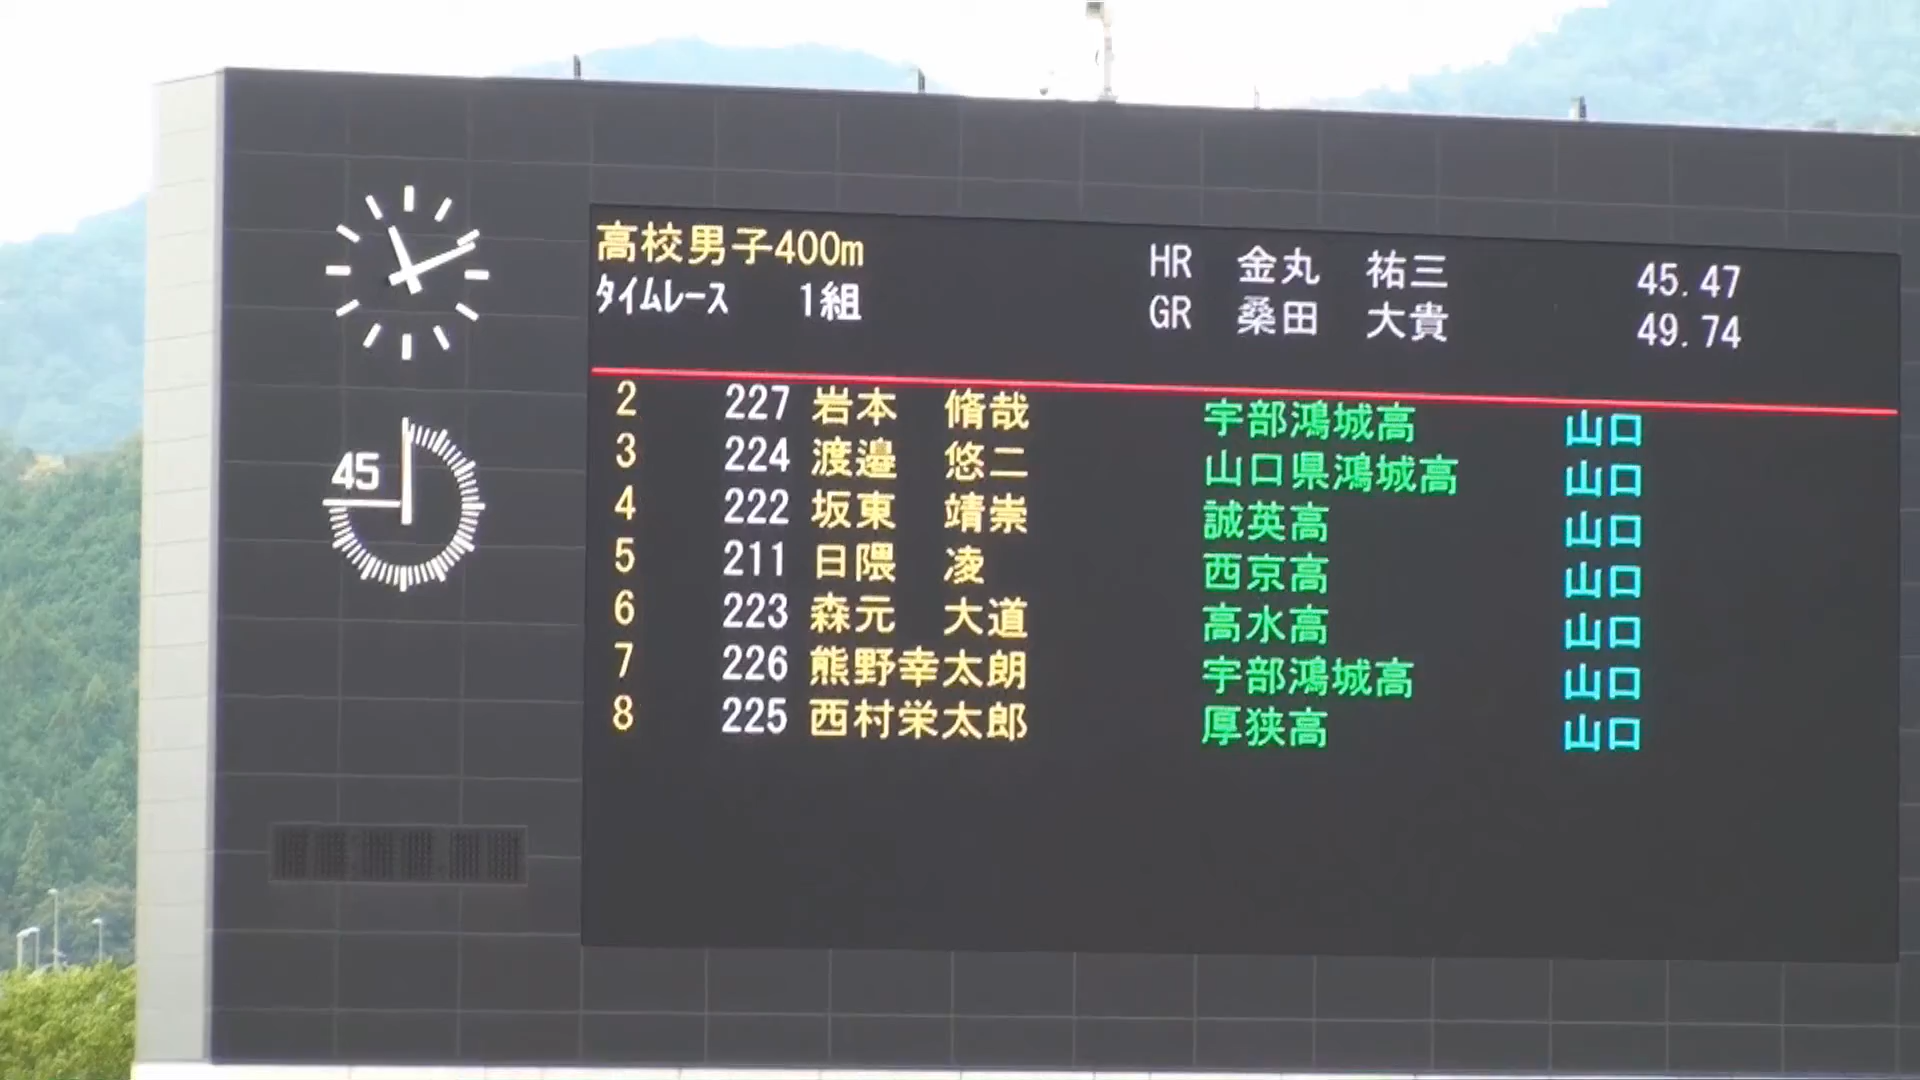 高校男子400m
ﾀｲﾑﾚｰｽ 1組
HR 金丸 祐三 45.47
GR 桑田 大貴 49.74
45
2 227 岩本 脩哉 宇部鴻城高 山口
3 224 渡邉 悠二 山口県鴻城高 山口
4 222 坂東 靖崇 誠英高 山口
5 211 日隈 凌 西京高 山口
6 223 森元 大道 高水高 山口
7 226 熊野幸太朗 宇部鴻城高 山口
8 225 西村栄太郎 厚狭高 山口